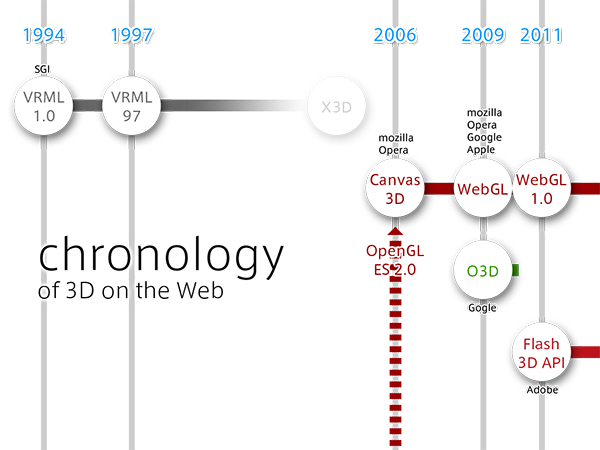 1994
1997
2006
2009
2011
SGI
VRML
1.0
VRML
97
X3D
mozilla
Opera
mozilla
Opera
Google
Apple
Canvas
3D
WebGL
WebGL
1.0
chronology
of 3D on the Web
OpenGL
ES 2.0
O3D
Gogle
Flash
3D API
Adobe